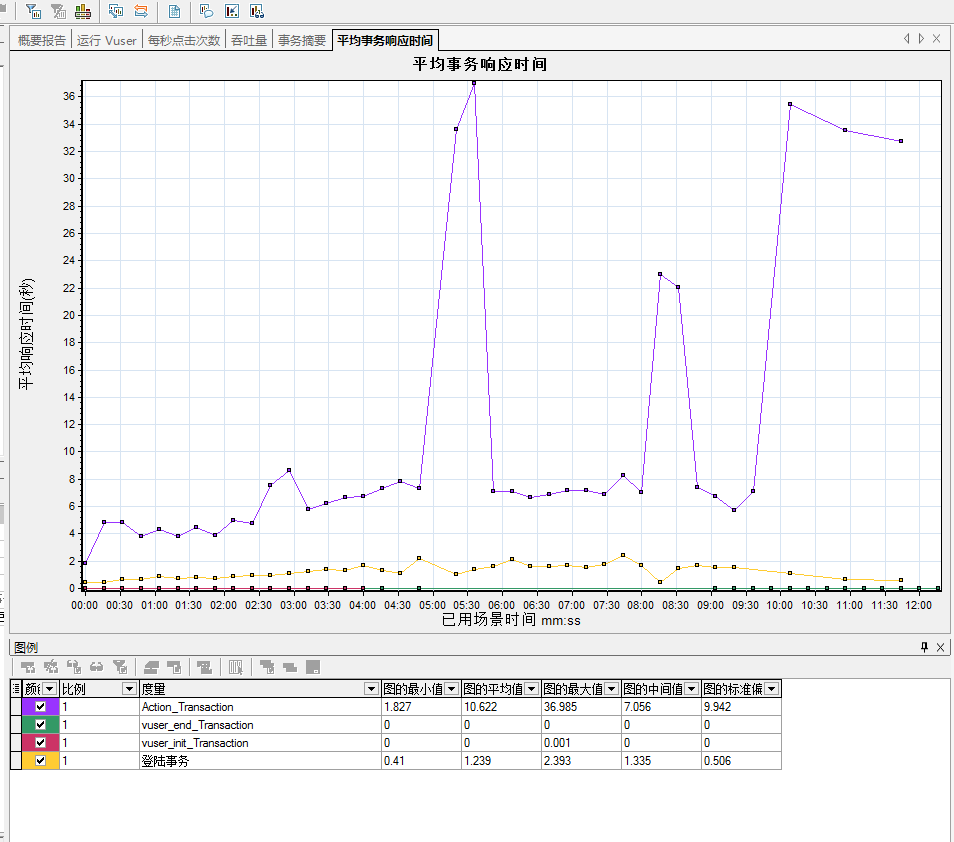 概要报告 运行 Vuser 每秒点击次数 吞吐量 事务摘要 平均事务响应时间
平均事务响应时间
平均响应时间(秒)
36
34
32
30
28
26
24
22
20
18
16
14
12
10
8
6
4
2
0
00:00 00:30 01:00 01:30 02:00 02:30 03:00 03:30 04:00 04:30 05:00 05:30 06:00 06:30 07:00 07:30 08:00 08:30 09:00 09:30 10:00 10:30 11:00 11:30 12:00
已用场景时间 mm:ss
图例
比例 度量 图的最小值 图的平均值 图的最大值 图的中间值 图的标准偏
1 Action_Transaction 1.827 10.622 36.985 7.056 9.942
1 vuser_end_Transaction 0 0 0 0 0
1 vuser_init_Transaction 0 0 0.001 0 0
1 登陆事务 0.41 1.239 2.393 1.335 0.506